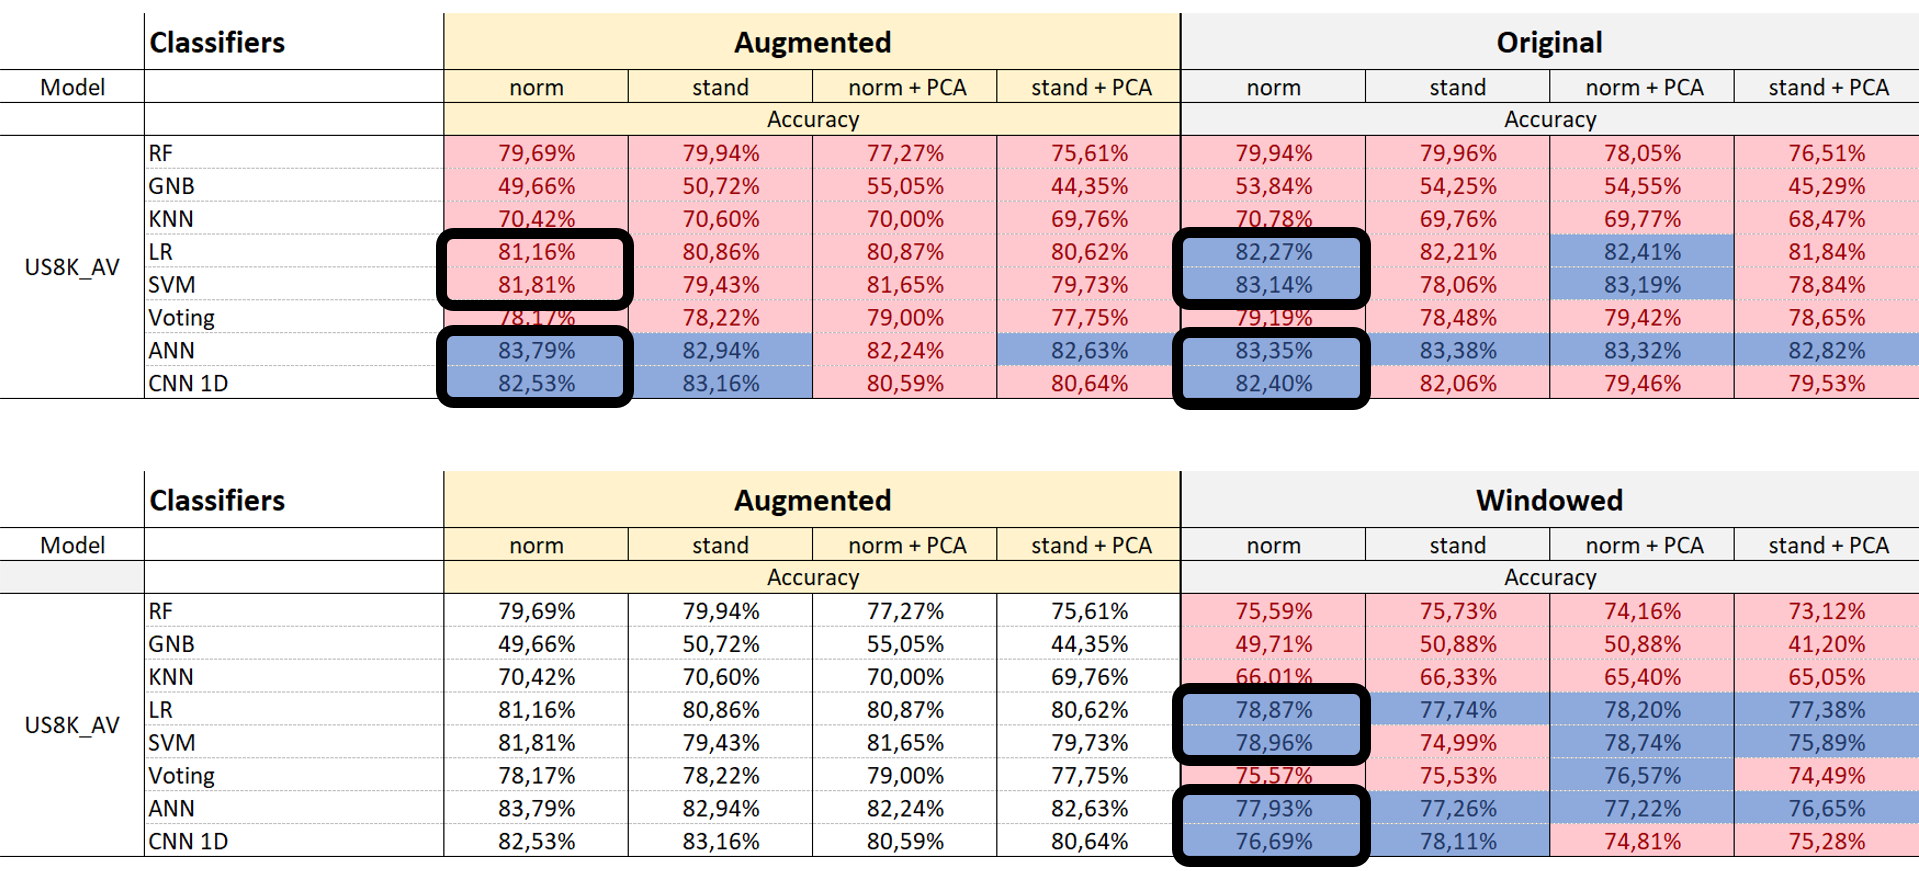 Classifiers Augmented Original
Model norm stand norm + PCA stand + PCA norm stand norm + PCA stand + PCA
Accuracy Accuracy
RF 79,69% 79,94% 77,27% 75,61% 79,94% 79,96% 78,05% 76,51%
GNB 49,66% 50,72% 55,05% 44,35% 53,84% 54,25% 54,55% 45,29%
KNN 70,42% 70,60% 70,00% 69,76% 70,78% 69,76% 69,77% 68,47%
LR 81,16% 80,86% 80,87% 80,62% 82,27% 82,21% 82,41% 81,84%
US8K_AV
SVM 81,81% 79,43% 81,65% 79,73% 83,14% 78,06% 83,19% 78,84%
Voting 78,17% 78,22% 79,00% 77,75% 79,19% 78,48% 79,42% 78,65%
ANN 83,79% 82,94% 82,24% 82,63% 83,35% 83,38% 83,32% 82,82%
CNN 1D 82,53% 83,16% 80,59% 80,64% 82,40% 82,06% 79,46% 79,53%
Classifiers Augmented Windowed
Model norm stand norm + PCA stand + PCA norm stand norm + PCA stand + PCA
Accuracy Accuracy
RF 79,69% 79,94% 77,27% 75,61% 75,59% 75,73% 74,16% 73,12%
GNB 49,66% 50,72% 55,05% 44,35% 49,71% 50,88% 50,88% 41,20%
KNN 70,42% 70,60% 70,00% 69,76% 66,01% 66,33% 65,40% 65,05%
LR 81,16% 80,86% 80,87% 80,62% 78,87% 77,74% 78,20% 77,38%
US8K_AV
SVM 81,81% 79,43% 81,65% 79,73% 78,96% 74,99% 78,74% 75,89%
Voting 78,17% 78,22% 79,00% 77,75% 75,57% 75,53% 76,57% 74,49%
ANN 83,79% 82,94% 82,24% 82,63% 77,93% 77,26% 77,22% 76,65%
CNN 1D 82,53% 83,16% 80,59% 80,64% 76,69% 78,11% 74,81% 75,28%